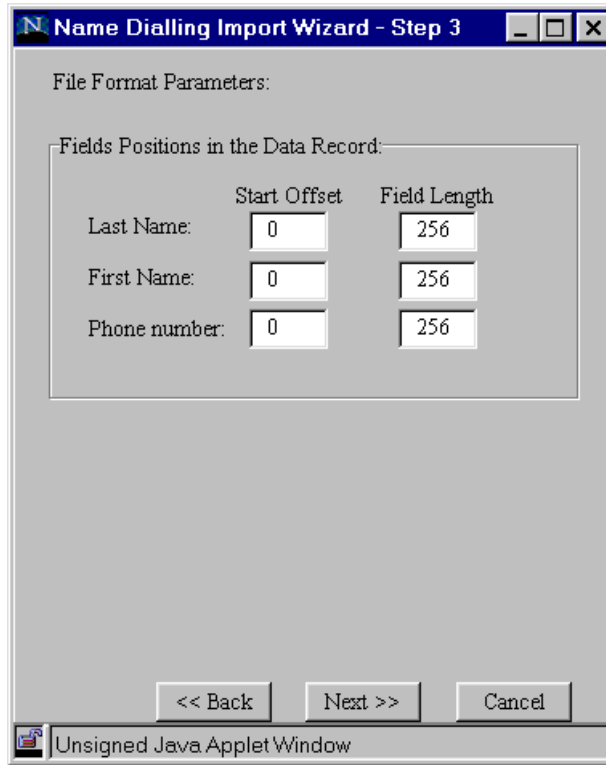 Name Dialling Import Wizard - Step 3
File Format Parameters:
Fields Positions in the Data Record:
Start Offset Field Length
Last Name: 0 256
First Name: 0 256
Phone number: 0 256
<< Back Next >> Cancel
Unsigned Java Applet Window